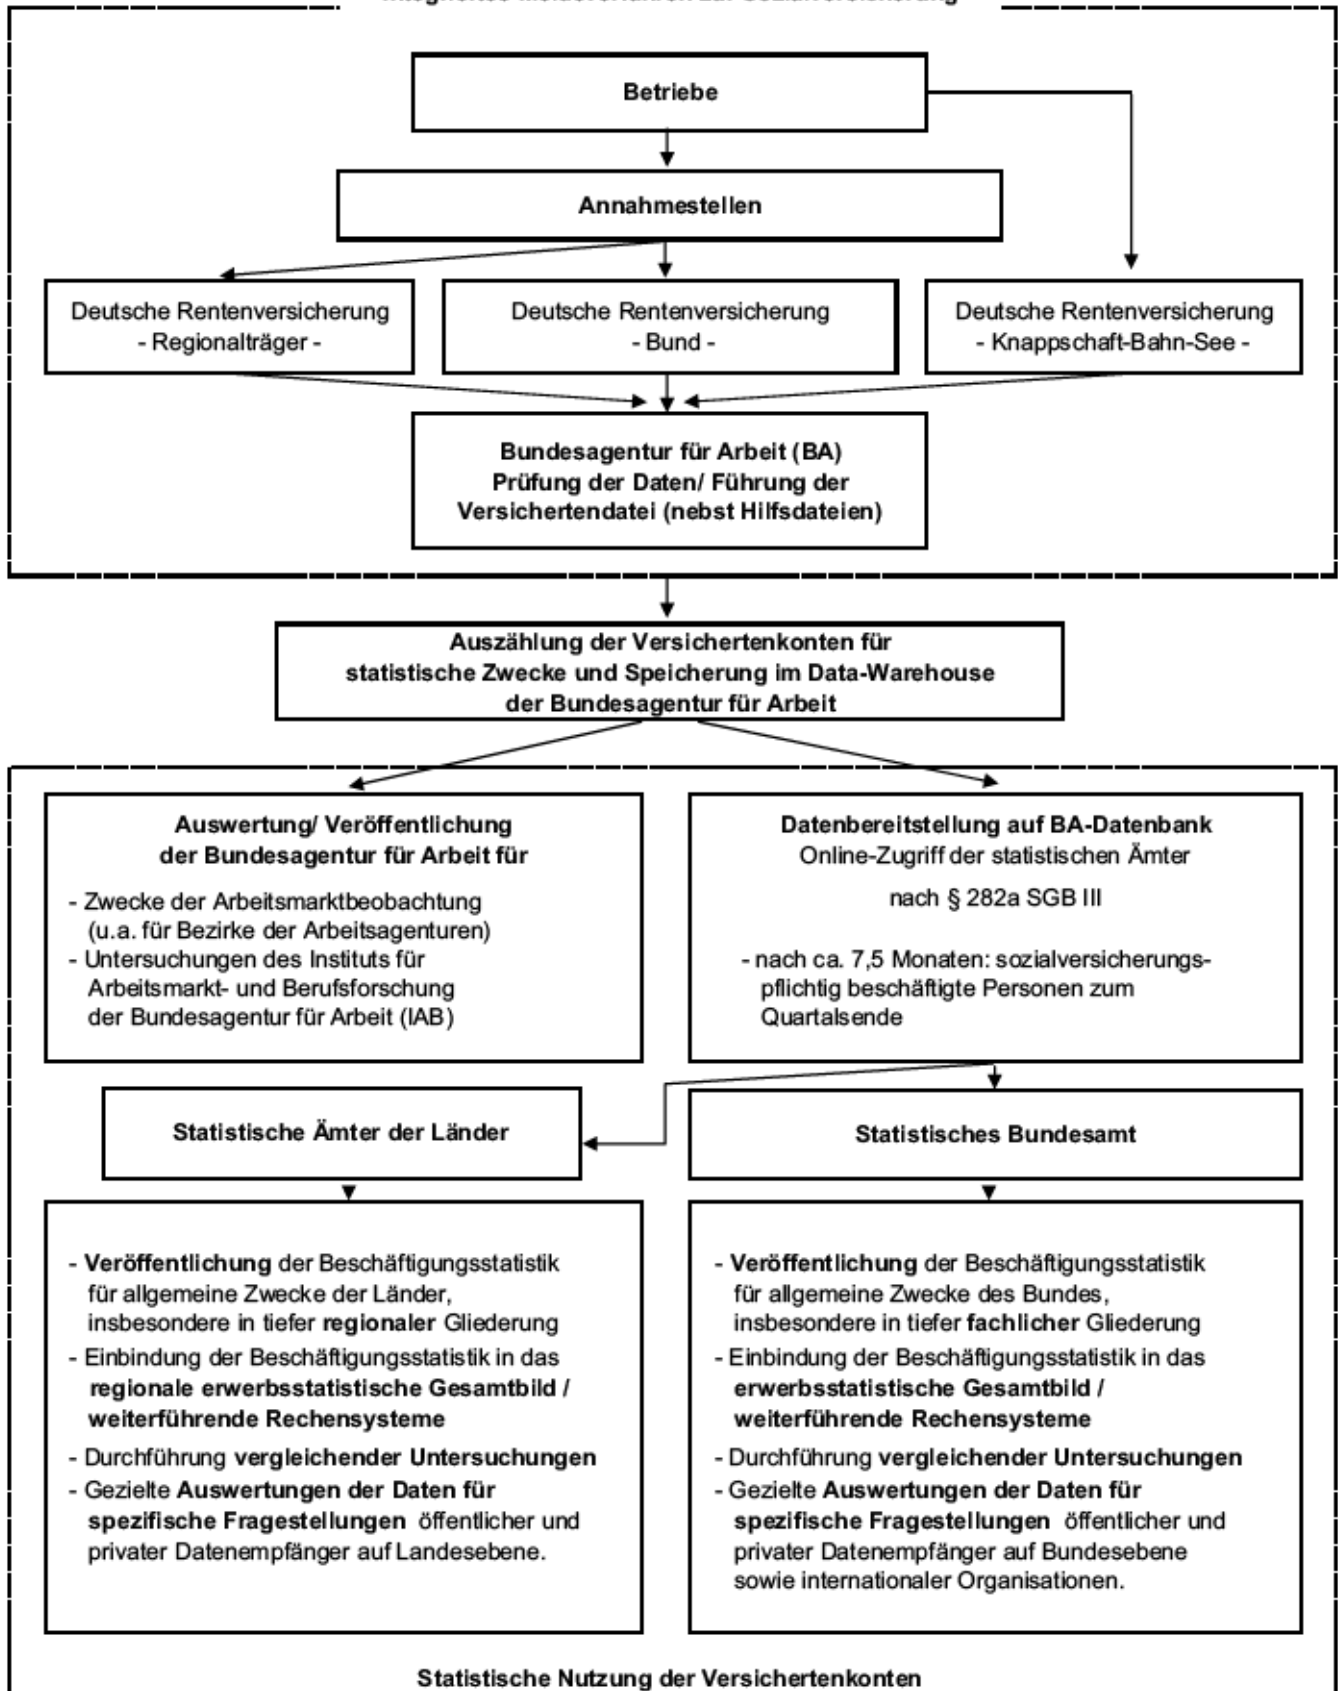 Betriebe
Annahmestellen
Deutsche Rentenversicherung
- Regionalträger -
Deutsche Rentenversicherung
- Bund -
Deutsche Rentenversicherung
- Knappschaft-Bahn-See -
Bundesagentur für Arbeit (BA)
Prüfung der Daten/ Führung der
Versichertendatei (nebst Hilfsdateien)
Auszählung der Versichertenkonten für
statistische Zwecke und Speicherung im Data-Warehouse
der Bundesagentur für Arbeit
Auswertung/ Veröffentlichung
der Bundesagentur für Arbeit für
- Zwecke der Arbeitsmarktbeobachtung
(u.a. für Bezirke der Arbeitsagenturen)
- Untersuchungen des Instituts für
Arbeitsmarkt- und Berufsforschung
der Bundesagentur für Arbeit (IAB)
Datenbereitstellung auf BA-Datenbank
Online-Zugriff der statistischen Ämter
nach § 282a SGB III
- nach ca. 7,5 Monaten: sozialversicherungs-
pflichtig beschäftigte Personen zum
Quartalsende
Statistische Ämter der Länder
Statistisches Bundesamt
- Veröffentlichung der Beschäftigungsstatistik
für allgemeine Zwecke der Länder,
insbesondere in tiefer regionaler Gliederung
- Einbindung der Beschäftigungsstatistik in das
regionale erwerbsstatistische Gesamtbild /
weiterführende Rechensysteme
- Durchführung vergleichender Untersuchungen
- Gezielte Auswertungen der Daten für
spezifische Fragestellungen öffentlicher und
privater Datenempfänger auf Landesebene.
- Veröffentlichung der Beschäftigungsstatistik
für allgemeine Zwecke des Bundes,
insbesondere in tiefer fachlicher Gliederung
- Einbindung der Beschäftigungsstatistik in das
erwerbsstatistische Gesamtbild /
weiterführende Rechensysteme
- Durchführung vergleichender Untersuchungen
- Gezielte Auswertungen der Daten für
spezifische Fragestellungen öffentlicher und
privater Datenempfänger auf Bundesebene
sowie internationaler Organisationen.
Statistische Nutzung der Versichertenkonten